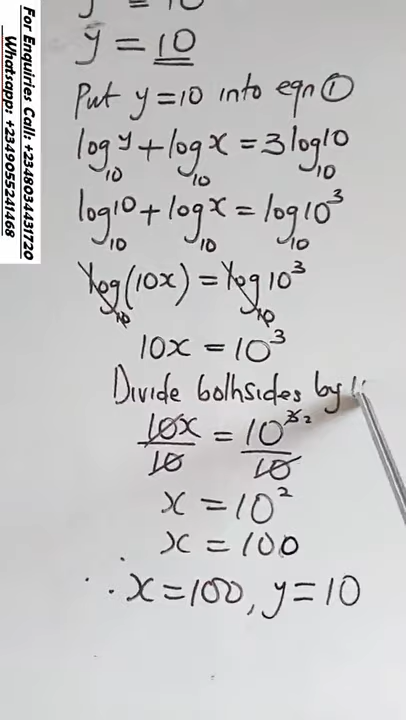 y = 10
Put y=10 into eqn ①
log₁₀y + log₁₀x = 3log₁₀10
log₁₀10 + log₁₀x = log₁₀10³
log₁₀(10x) = log₁₀10³
10x = 10³
Divide bothsides by
10x/10 = 10³²/10
x = 10²
x = 100
∴ x = 100, y = 10
For Enquiries Call: +2348034431720
Whatsapp: +2349055241468